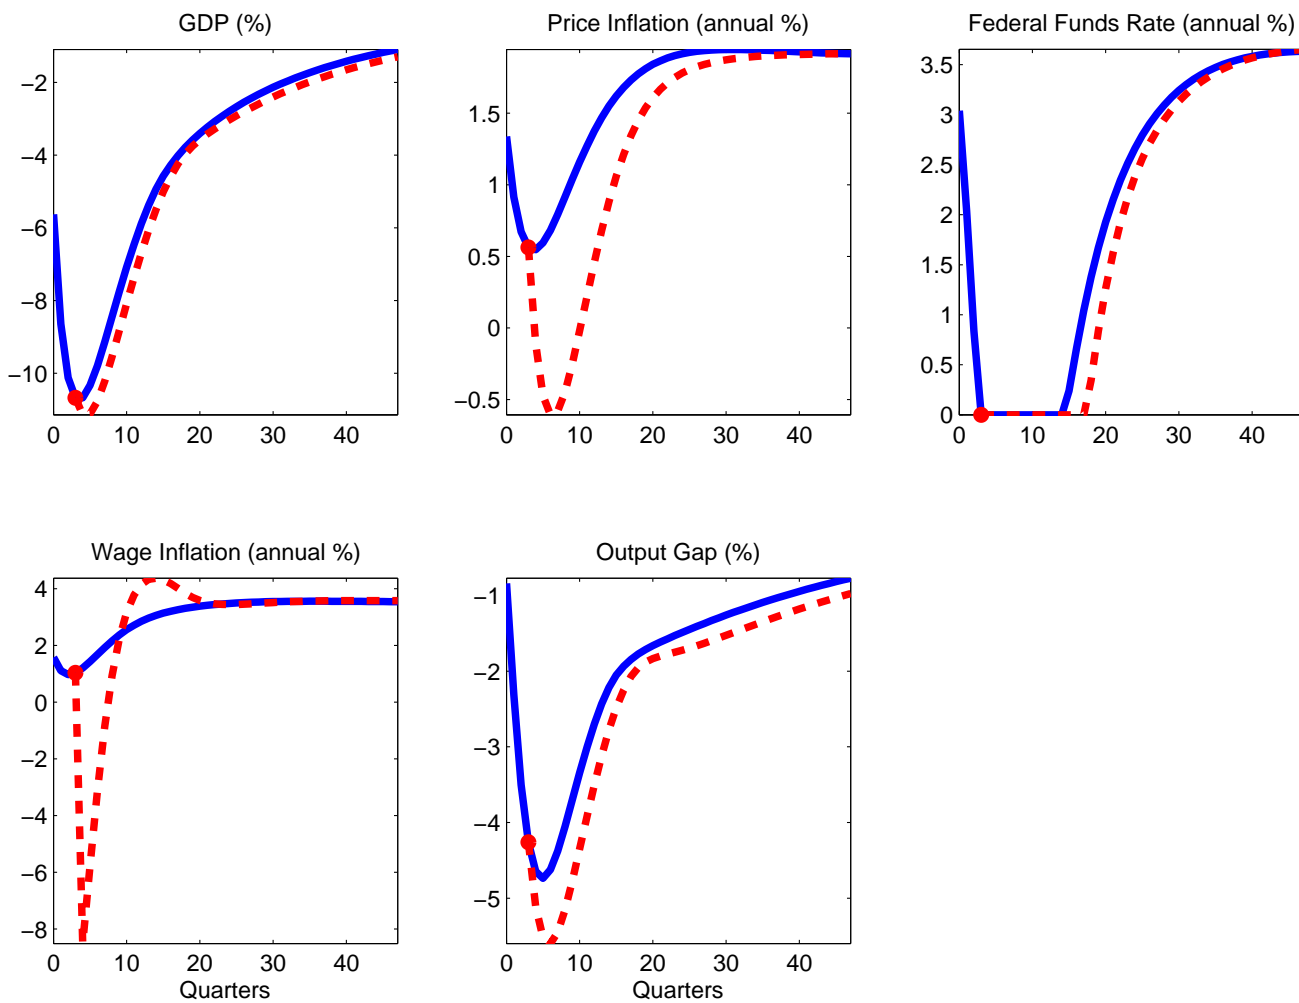 GDP (%)
Price Inflation (annual %)
Federal Funds Rate (annual %)
−2
−4
−6
−8
−10
0 10 20 30 40
1.5
1
0.5
0
−0.5
0 10 20 30 40
3.5
3
2.5
2
1.5
1
0.5
0
0 10 20 30 40
Wage Inflation (annual %)
Output Gap (%)
4
2
0
−2
−4
−6
−8
0 10 20 30 40
Quarters
−1
−2
−3
−4
−5
0 10 20 30 40
Quarters